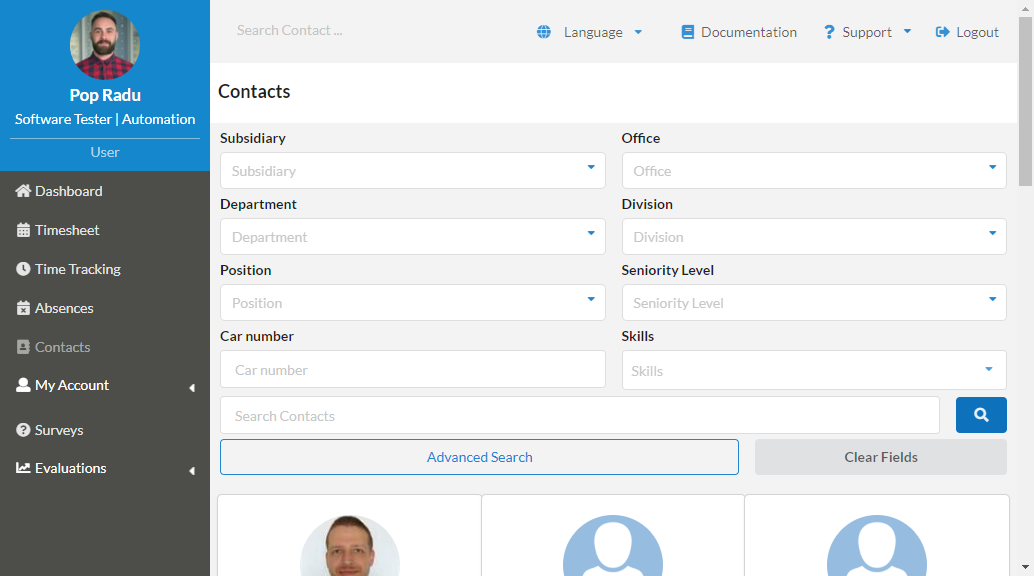 Pop Radu
Software Tester | Automation
User
Dashboard
Timesheet
Time Tracking
Absences
Contacts
My Account
Surveys
Evaluations
Search Contact ...
Language
Documentation
Support
Logout
Contacts
Subsidiary
Office
Subsidiary
Office
Department
Division
Department
Division
Position
Seniority Level
Position
Seniority Level
Car number
Skills
Car number
Skills
Search Contacts
Advanced Search
Clear Fields